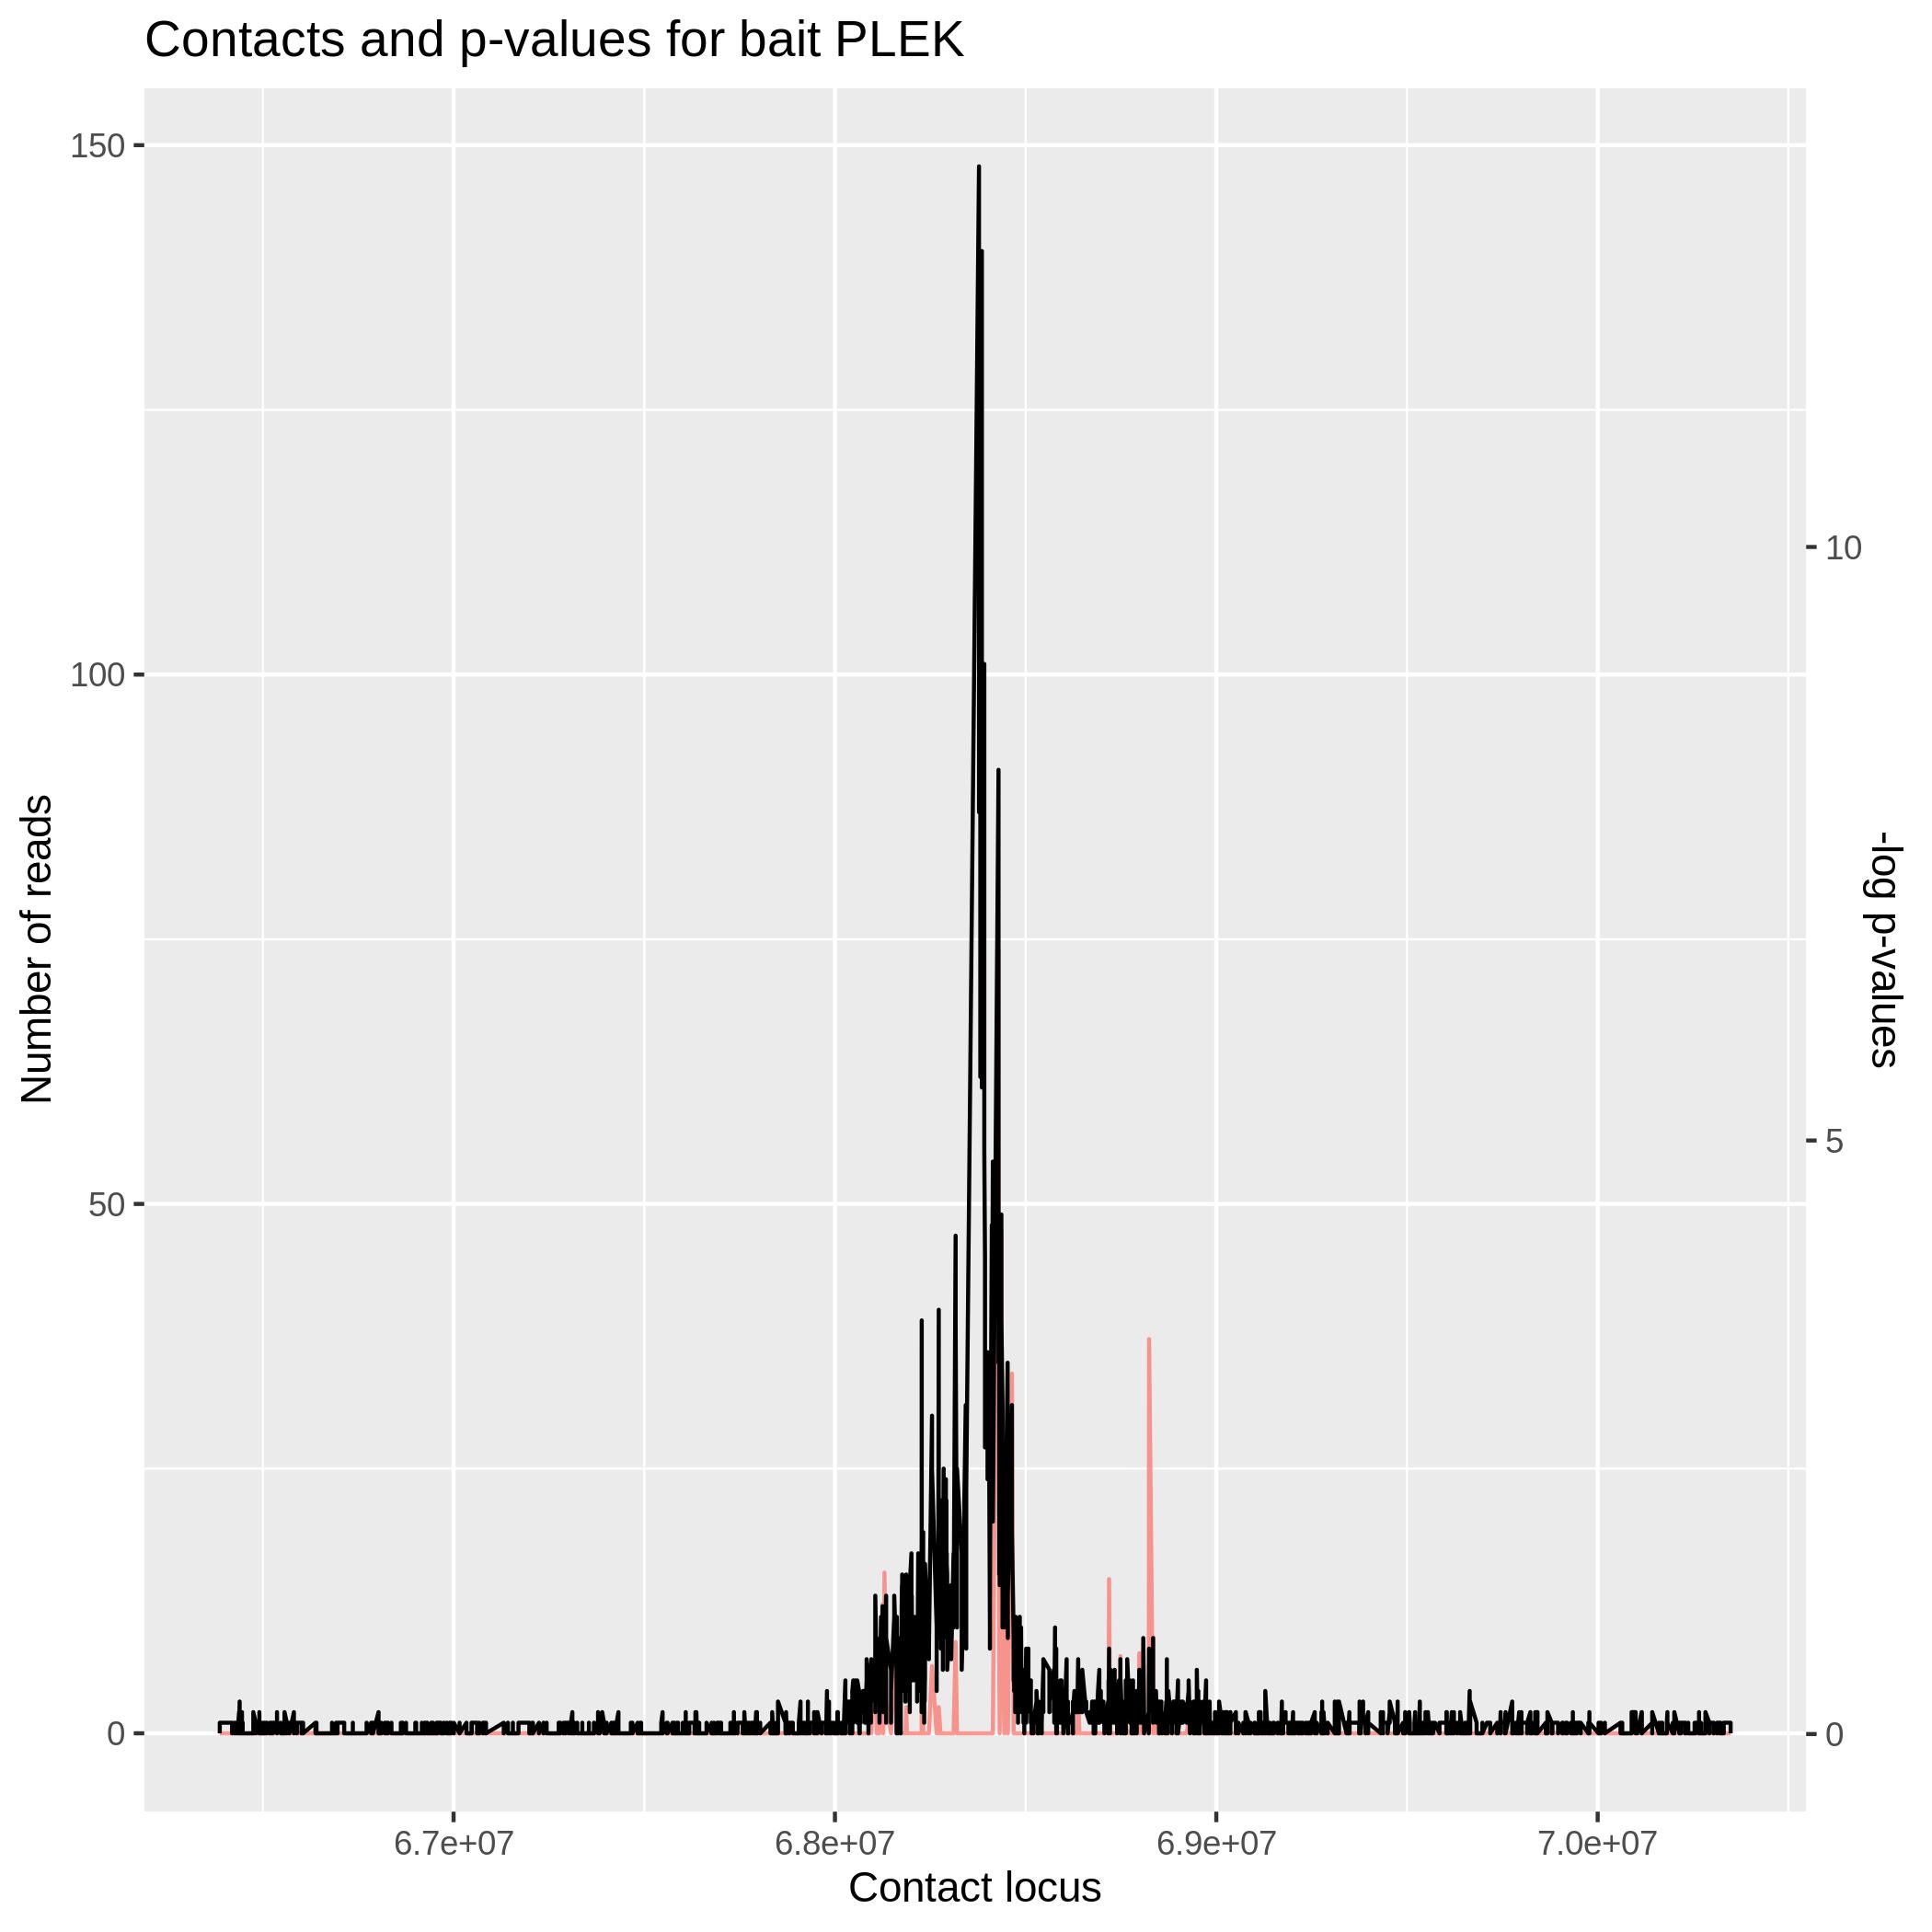 Contacts and p-values for bait PLEK
150
100
50
0
Number of reads
10
5
0
-log p-values
6.7e+07
6.8e+07
6.9e+07
7.0e+07
Contact locus